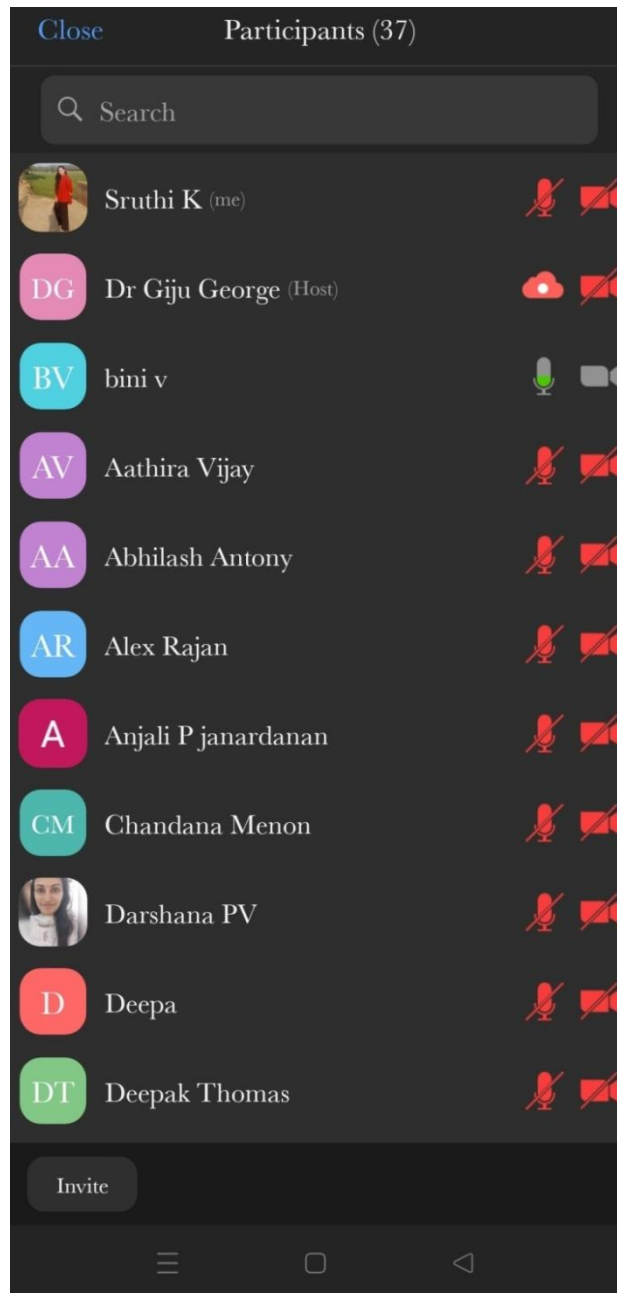 Close Participants (37)
Search
Sruthi K (me)
DG Dr Giju George (Host)
BV bini v
AV Aathira Vijay
AA Abhilash Antony
AR Alex Rajan
A Anjali P janardanan
CM Chandana Menon
Darshana PV
D Deepa
DT Deepak Thomas
Invite